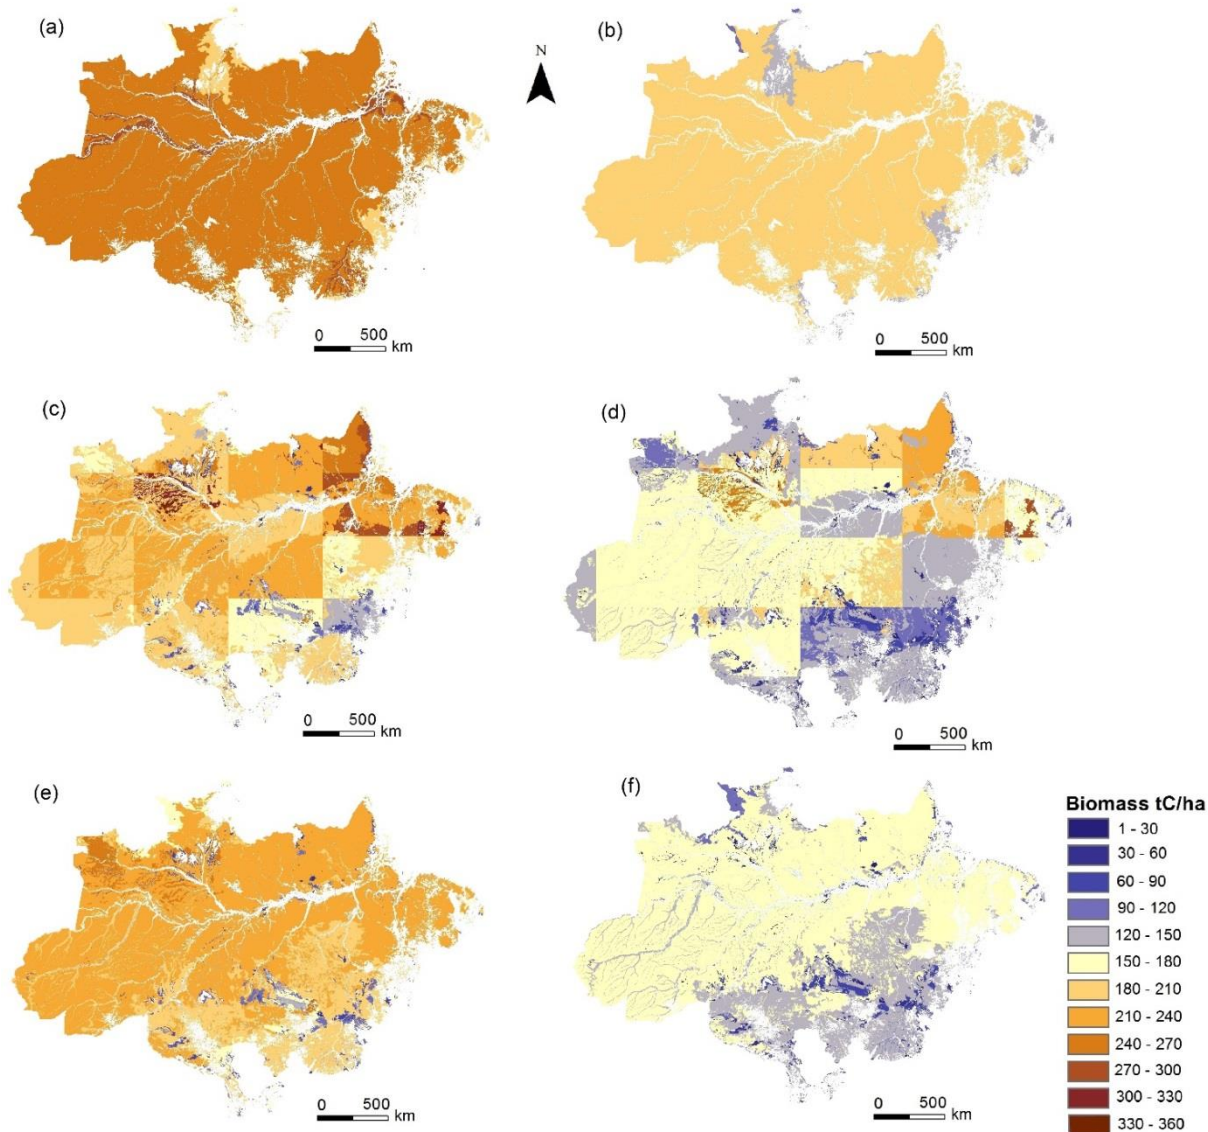 (a)
N
(b)
0 500
km
0 500
km
(c)
(d)
0 500
km
0 500
km
(e)
(f)
Biomass tC/ha
1 - 30
30 - 60
60 - 90
90 - 120
120 - 150
150 - 180
180 - 210
210 - 240
240 - 270
270 - 300
300 - 330
330 - 360
0 500
km
0 500
km